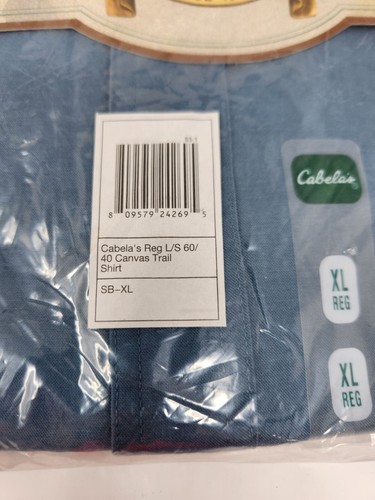 8 09579 24269 5
Cabela's Reg L/S 60/
40 Canvas Trail
Shirt
SB-XL
Cabela's
XL
REG
XL
REG